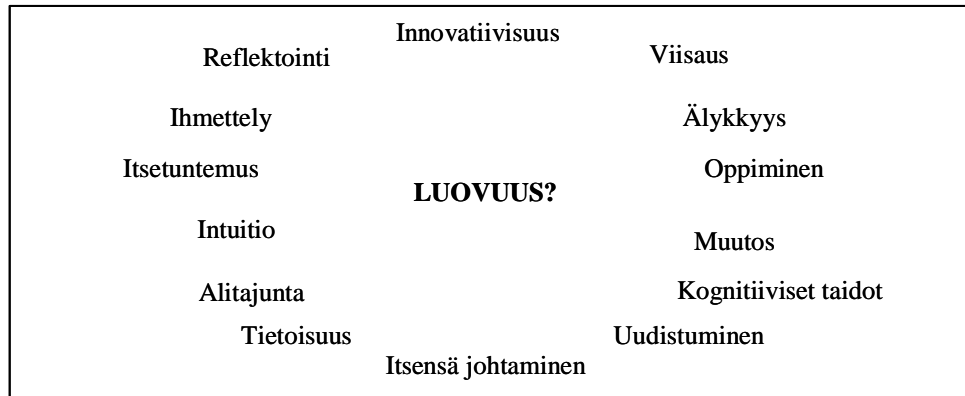 Innovatiivisuus
Reflektointi
Viisaus
Ihmettely
Älykkyys
Itsetuntemus
Oppiminen
LUOVUUS?
Intuitio
Muutos
Alitajunta
Kognitiiviset taidot
Tietoisuus
Uudistuminen
Itsensä johtaminen